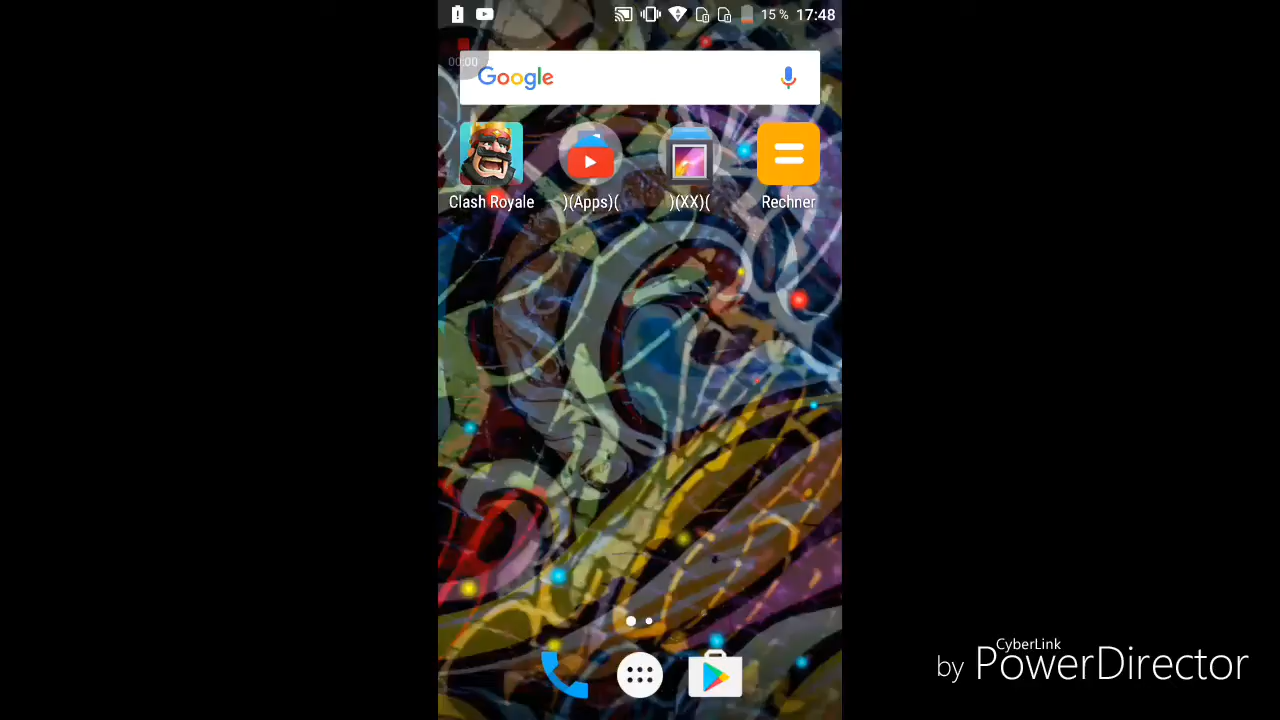 15 % 17:48
00:00
Google
Clash Royale )(Apps)( )(XX)( Rechner
CyberLink
by PowerDirector